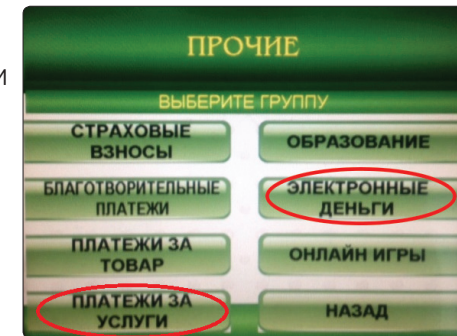 И
ПРОЧИЕ
ВЫБЕРИТЕ ГРУППУ
СТРАХОВЫЕ
ВЗНОСЫ
ОБРАЗОВАНИЕ
БЛАГОТВОРИТЕЛЬНЫЕ
ПЛАТЕЖИ
ЭЛЕКТРОННЫЕ
ДЕНЬГИ
ПЛАТЕЖИ ЗА
ТОВАР
ОНЛАЙН ИГРЫ
ПЛАТЕЖИ ЗА
УСЛУГИ
НАЗАД